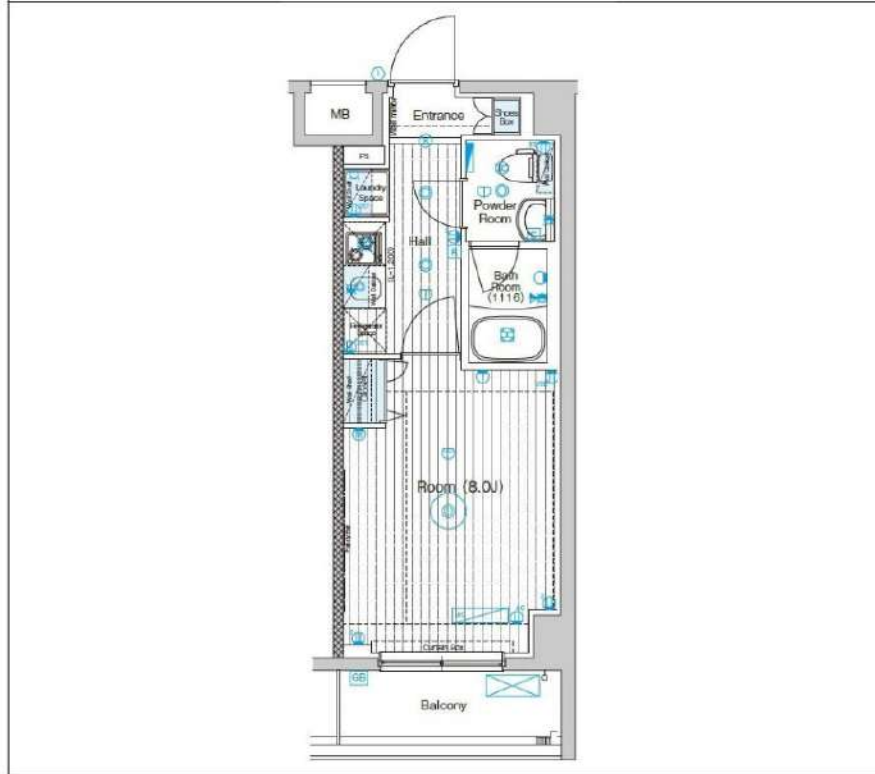 MB
Entrance
Shoes
Box
PS
Laundry
Space
Powder
Room
Hall
Bath
Room
(1116)
Room (8.0J)
Curtain Box
GB
Balcony